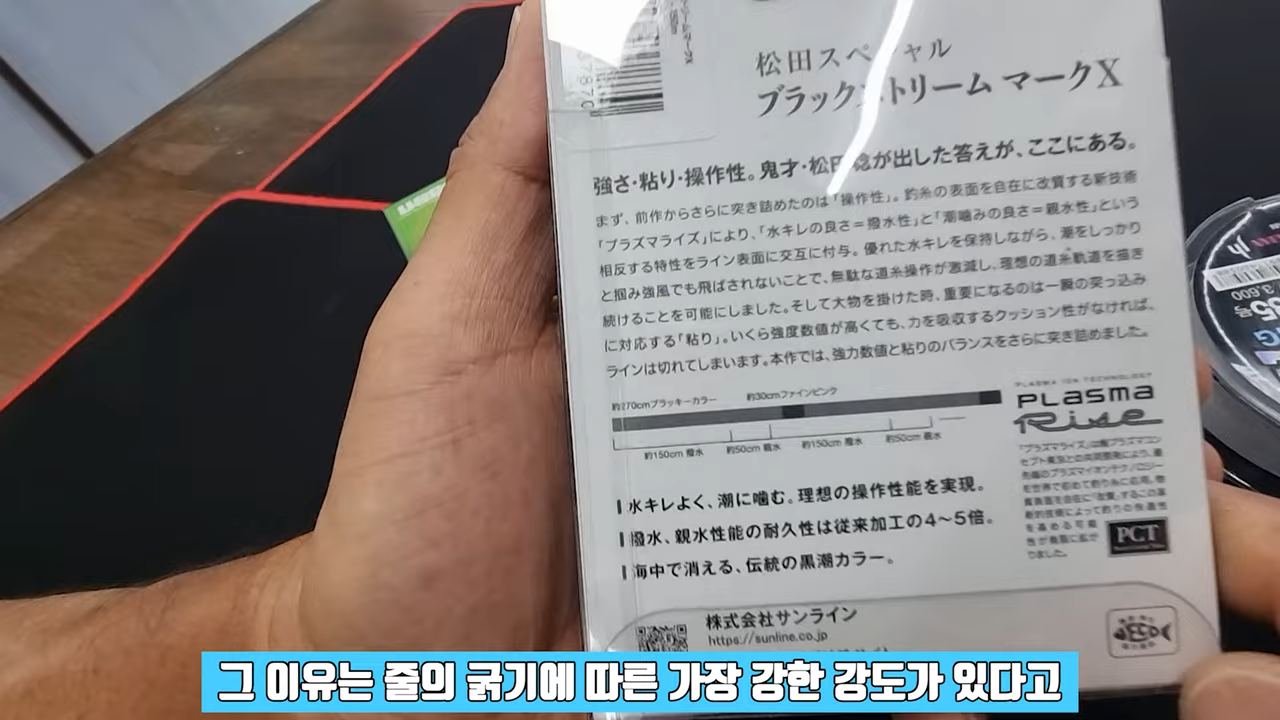 松田スペシャル
ブラックストリーム マークX
強さ・粘り・操作性。鬼才・松田稔が出した答えが、ここにある。
まず、前作からさらに突き詰めたのは「操作性」。釣糸の表面を自在に改質する新技術
「プラズマライズ」により、「水キレの良さ=撥水性」と「潮噛みの良さ=親水性」という
相反する特性をライン表面に交互に付与。優れた水キレを保持しながら、潮をしっかり
と掴み強風でも飛ばされないことで、無駄な道糸操作が激減し、理想の道糸軌道を描き
続けることを可能にしました。そして大物を掛けた時、重要になるのは一瞬の突っ込み
に対応する「粘り」。いくら強度数値が高くても、力を吸収するクッション性がなければ、
ラインは切れてしまいます。本作では、強力数値と粘りのバランスをさらに突き詰めました。
約270cmブラッキーカラー 約30cmファインピンク
約150cm 撥水 約50cm 親水 約150cm 撥水 約50cm 親水
PLASMA ION TECHNOLOGY
PLASMA
Rise
水キレよく、潮に噛む。理想の操作性能を実現。
撥水、親水性能の耐久性は従来加工の4〜5倍。
海中で消える、伝統の黒潮カラー。
PCT
株式会社サンライン
https://sunline.co.jp
ECO
3,600
그 이유는 줄의 굵기에 따른 가장 강한 강도가 있다고